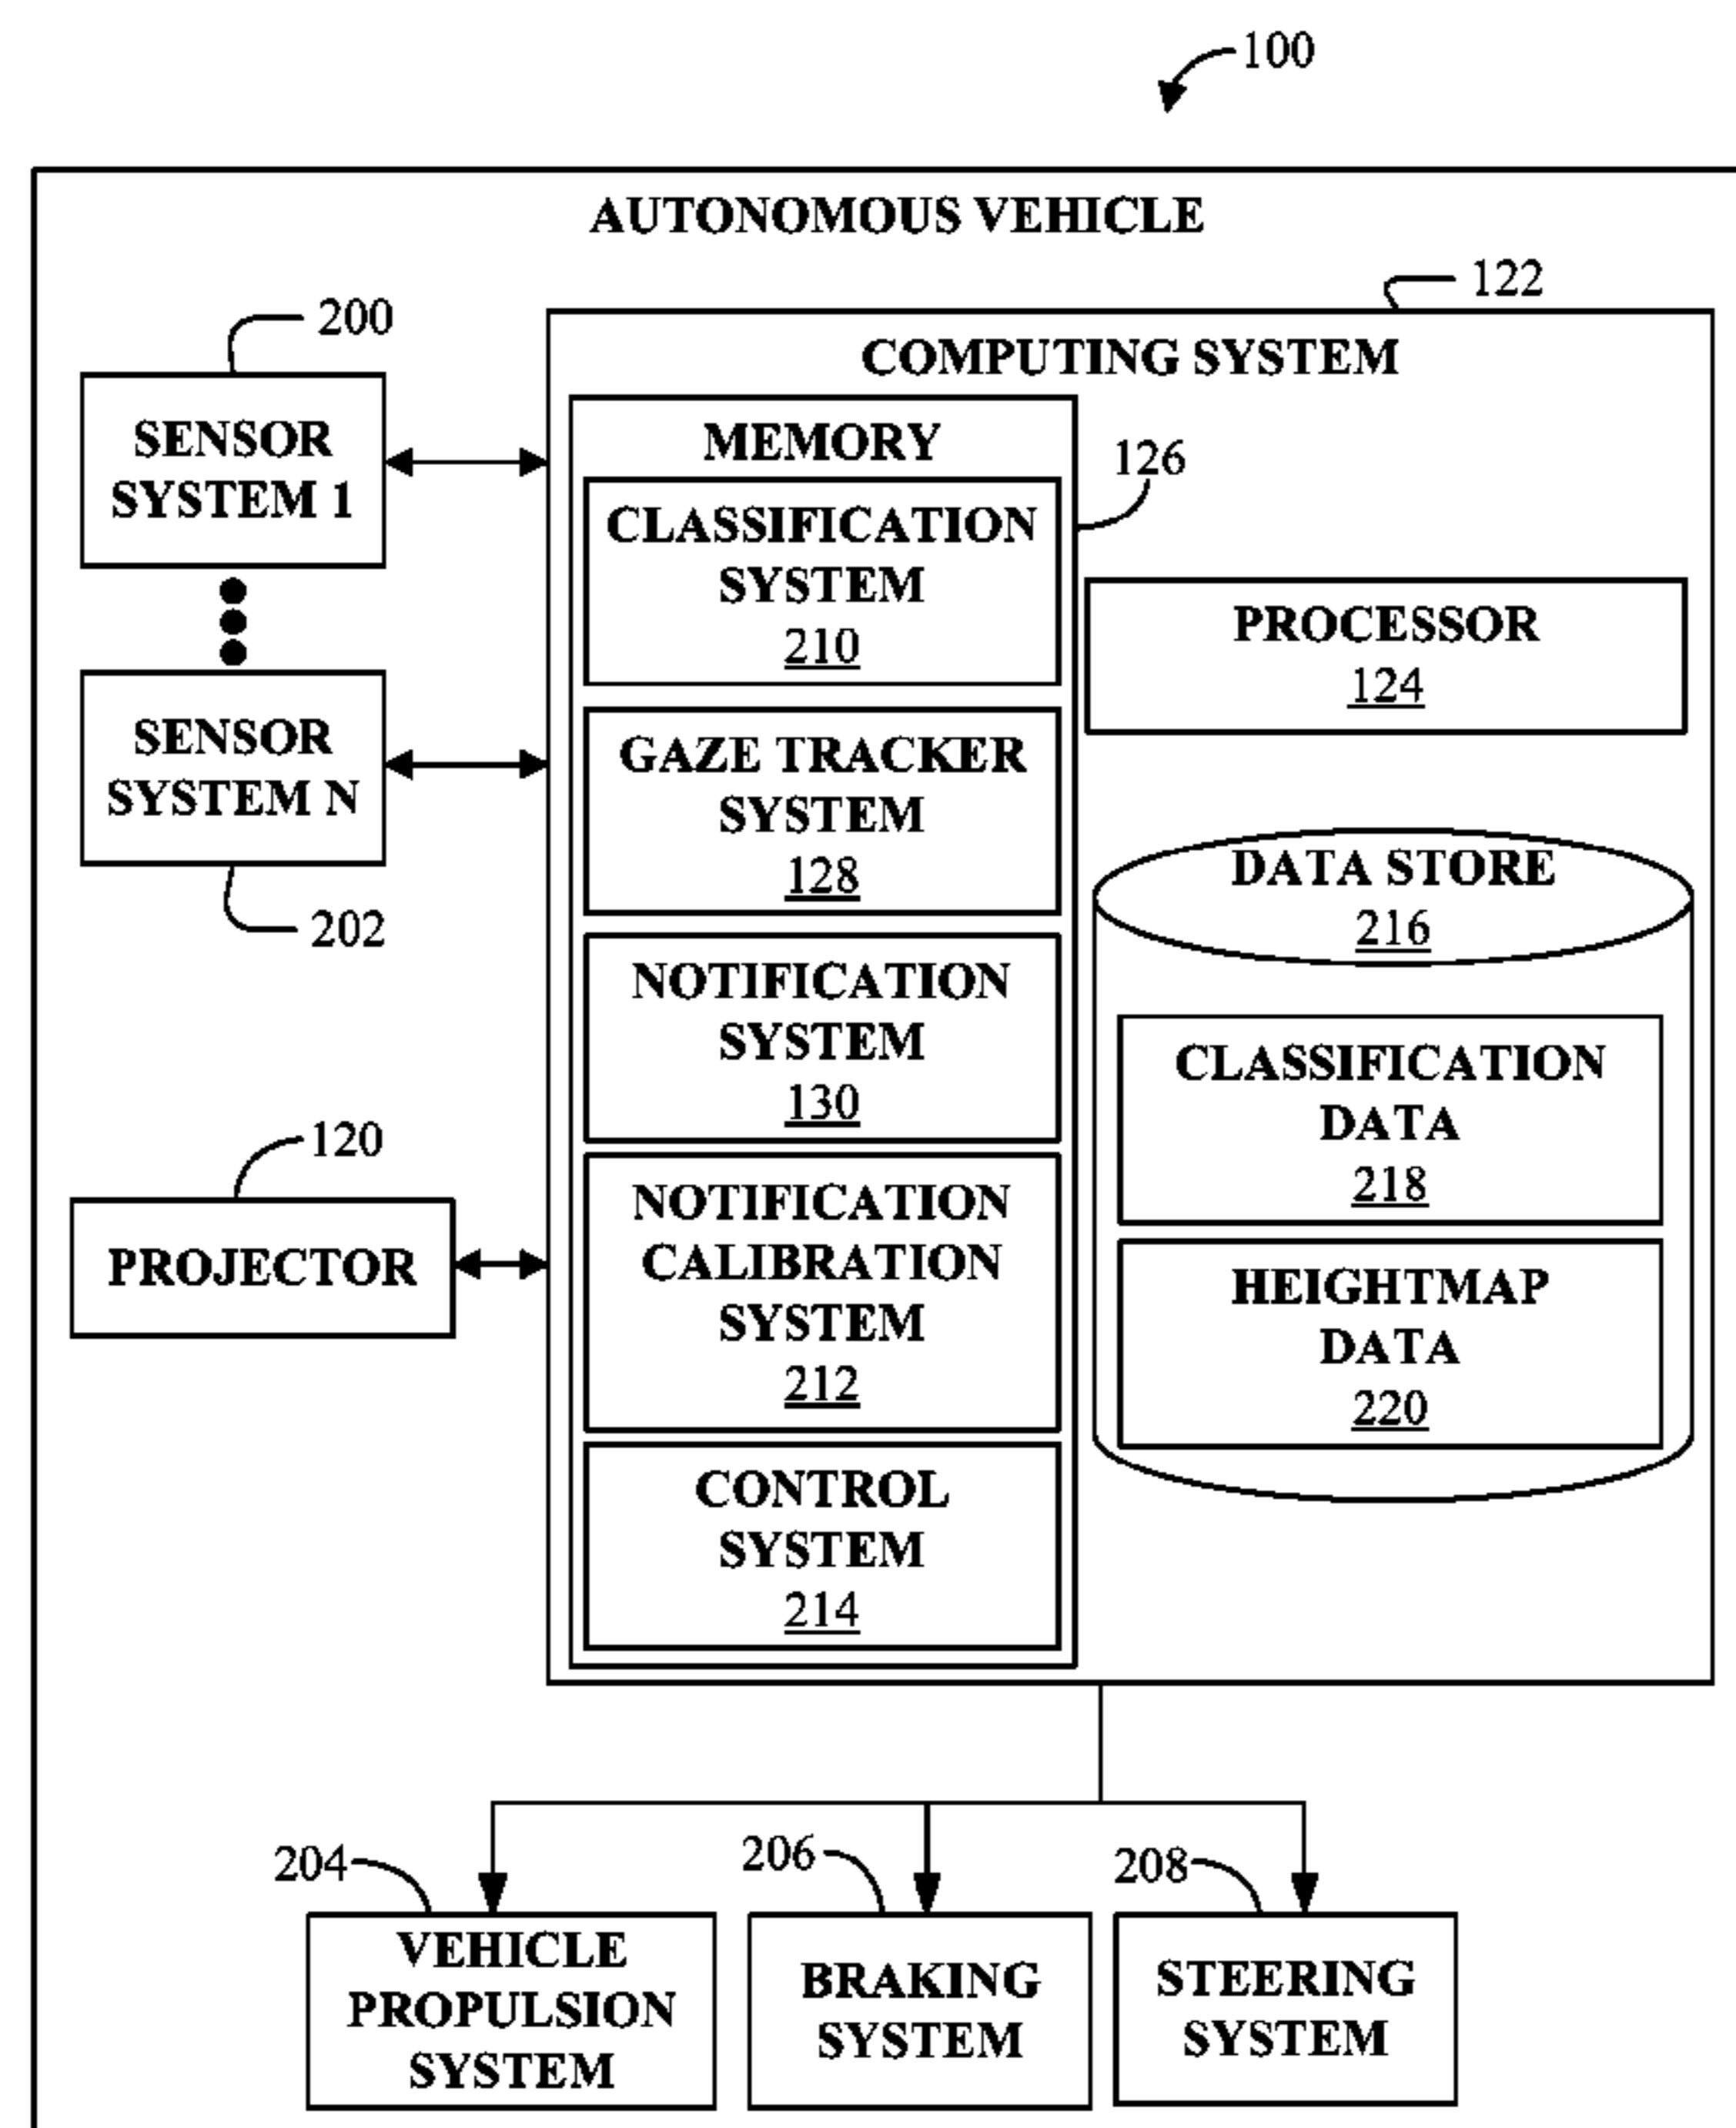 100
AUTONOMOUS VEHICLE
122
200
COMPUTING SYSTEM
SENSOR
SYSTEM 1
MEMORY
126
CLASSIFICATION
SYSTEM
210
PROCESSOR
124
SENSOR
SYSTEM N
202
GAZE TRACKER
SYSTEM
128
DATA STORE
216
NOTIFICATION
SYSTEM
130
CLASSIFICATION
DATA
218
120
PROJECTOR
NOTIFICATION
CALIBRATION
SYSTEM
212
HEIGHTMAP
DATA
220
CONTROL
SYSTEM
214
204
206
208
VEHICLE
PROPULSION
SYSTEM
BRAKING
SYSTEM
STEERING
SYSTEM